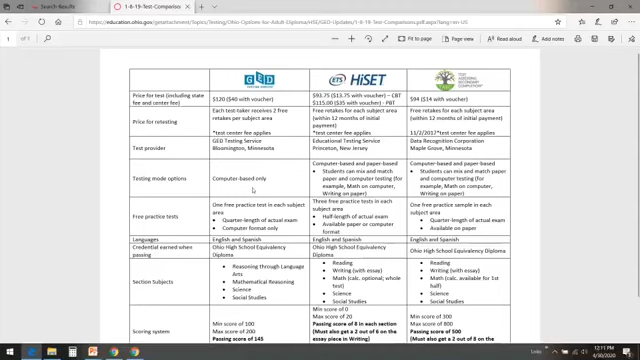 Search Results
1-8-19-Test-Comparison.pdf
https://education.ohio.gov/getattachment/Topics/Testing/Ohio-Options-for-Adult-Diploma/HSE/GED-Updates/1-8-19-Test-Comparisons.pdf.aspx?lang=en-US
1 of 1
Fit to page
Page view
Read aloud
Add notes
GED
ETS HiSET
TEST ASSESSING SECONDARY COMPLETION
Price for test (including state fee and center fee)
$120 ($40 with voucher)
$93.75 ($13.75 with voucher) – CBT
$115.00 ($35 with voucher) - PBT
$94 ($14 with voucher)
Price for retesting
Each test-taker receives 2 free retakes per subject area
*test center fee applies
Free retakes for each subject area (within 12 months of initial payment)
*test center fee applies
Free retakes for each subject area (within 12 months of initial payment)
11/2/2017*test center fee applies
Test provider
GED Testing Service
Bloomington, Minnesota
Educational Testing Service
Princeton, New Jersey
Data Recognition Corporation
Maple Grove, Minnesota
Testing mode options
Computer-based only
Computer-based and paper-based
• Students can mix and match paper and computer testing (for example, Math on computer, Writing on paper)
Computer-based and paper-based
• Students can mix and match paper and computer testing (for example, Math on computer, Writing on paper)
Free practice tests
One free practice test in each subject area
• Quarter-length of actual exam
• Computer format only
Three free practice tests in each subject area
• Half-length of actual exam
• Available paper or computer format
One free practice sample in each subject area
• Quarter-length of actual exam
• Available on paper
Languages
English and Spanish
English and Spanish
English and Spanish
Credential earned when passing
Ohio High School Equivalency Diploma
Ohio High School Equivalency Diploma
Ohio High School Equivalency Diploma
Section Subjects
• Reasoning through Language Arts
• Mathematical Reasoning
• Science
• Social Studies
• Reading
• Writing (with essay)
• Math (calc optional; whole test)
• Science
• Social Studies
• Reading
• Writing (with essay)
• Math (calc. available for 1st half)
• Science
• Social Studies
Scoring system
Min score of 100
Max score of 200
Passing score of 145
Min score of 0
Max score of 20
Passing score of 8 in each section
(Must also get a 2 out of 6 on the essay piece in Writing)
Min score of 300
Max score of 800
Passing score of 500
(Must also get a 2 out of 8 on the
Links
12:11 PM
4/30/2020